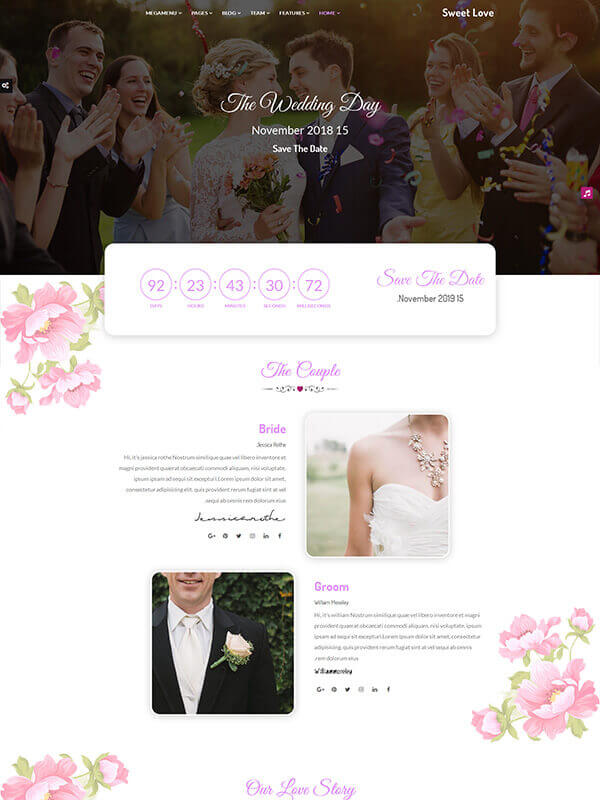 MEGAMENU PAGES BLOG TEAM FEATURES HOME Sweet Love
The Wedding Day
November 2018 15
Save The Date
92 : 23 : 43 : 30 : 72
DAYS HOURS MINUTES SECONDS MILLISECONDS
Save The Date
.November 2019 15
The Couple
Bride
Jessica Rothe
Hi, it's jessica rothe Nostrum similique quae vel libero inventore et
magni provident quaerat obcaecati commodi aliquam, nisi voluptate,
ipsum ipsam ad sequi sit excepturi Lorem ipsum dolor sit amet,
consectetur adipisicing elit. quis provident rerum fugiat sint at vel
.sequi ab omnis rem dolorum eius
Jessicarothe
Groom
William Moseley
Hi, it's william Nostrum similique quae vel libero inventore et magni
provident quaerat obcaecati commodi aliquam, nisi voluptate, ipsum
ipsam ad sequi sit excepturi Lorem ipsum dolor sit amet, consectetur
adipisicing elit. quis provident rerum fugiat sint at vel sequi ab omnis
.rem dolorum eius
Our Love Story